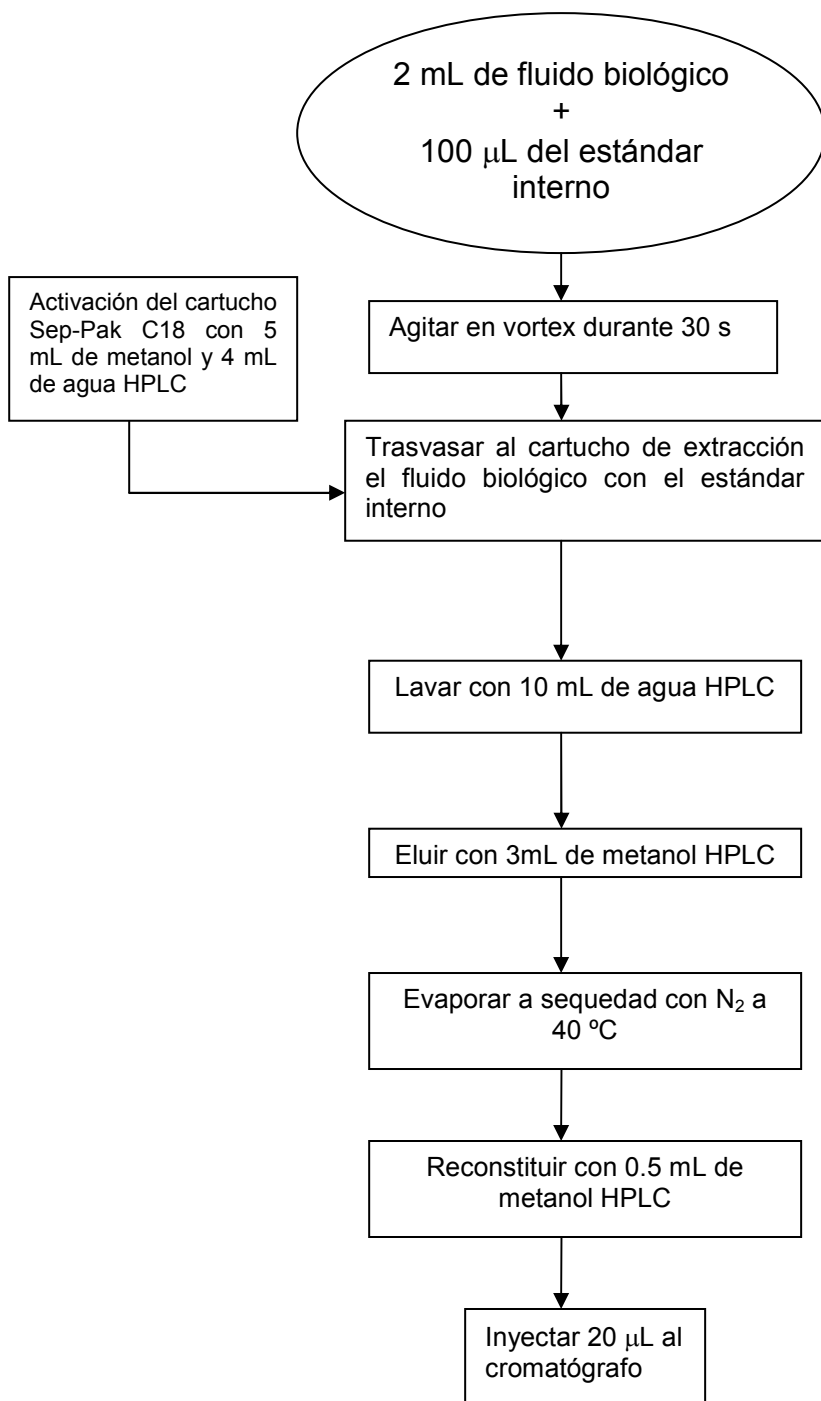 2 mL de fluido biológico
+
100 μL del estándar
interno
Agitar en vortex durante 30 s
Activación del cartucho
Sep-Pak C18 con 5
mL de metanol y 4 mL
de agua HPLC
Trasvasar al cartucho de extracción
el fluido biológico con el estándar
interno
Lavar con 10 mL de agua HPLC
Eluir con 3mL de metanol HPLC
Evaporar a sequedad con N₂ a
40 ºC
Reconstituir con 0.5 mL de
metanol HPLC
Inyectar 20 μL al
cromatógrafo